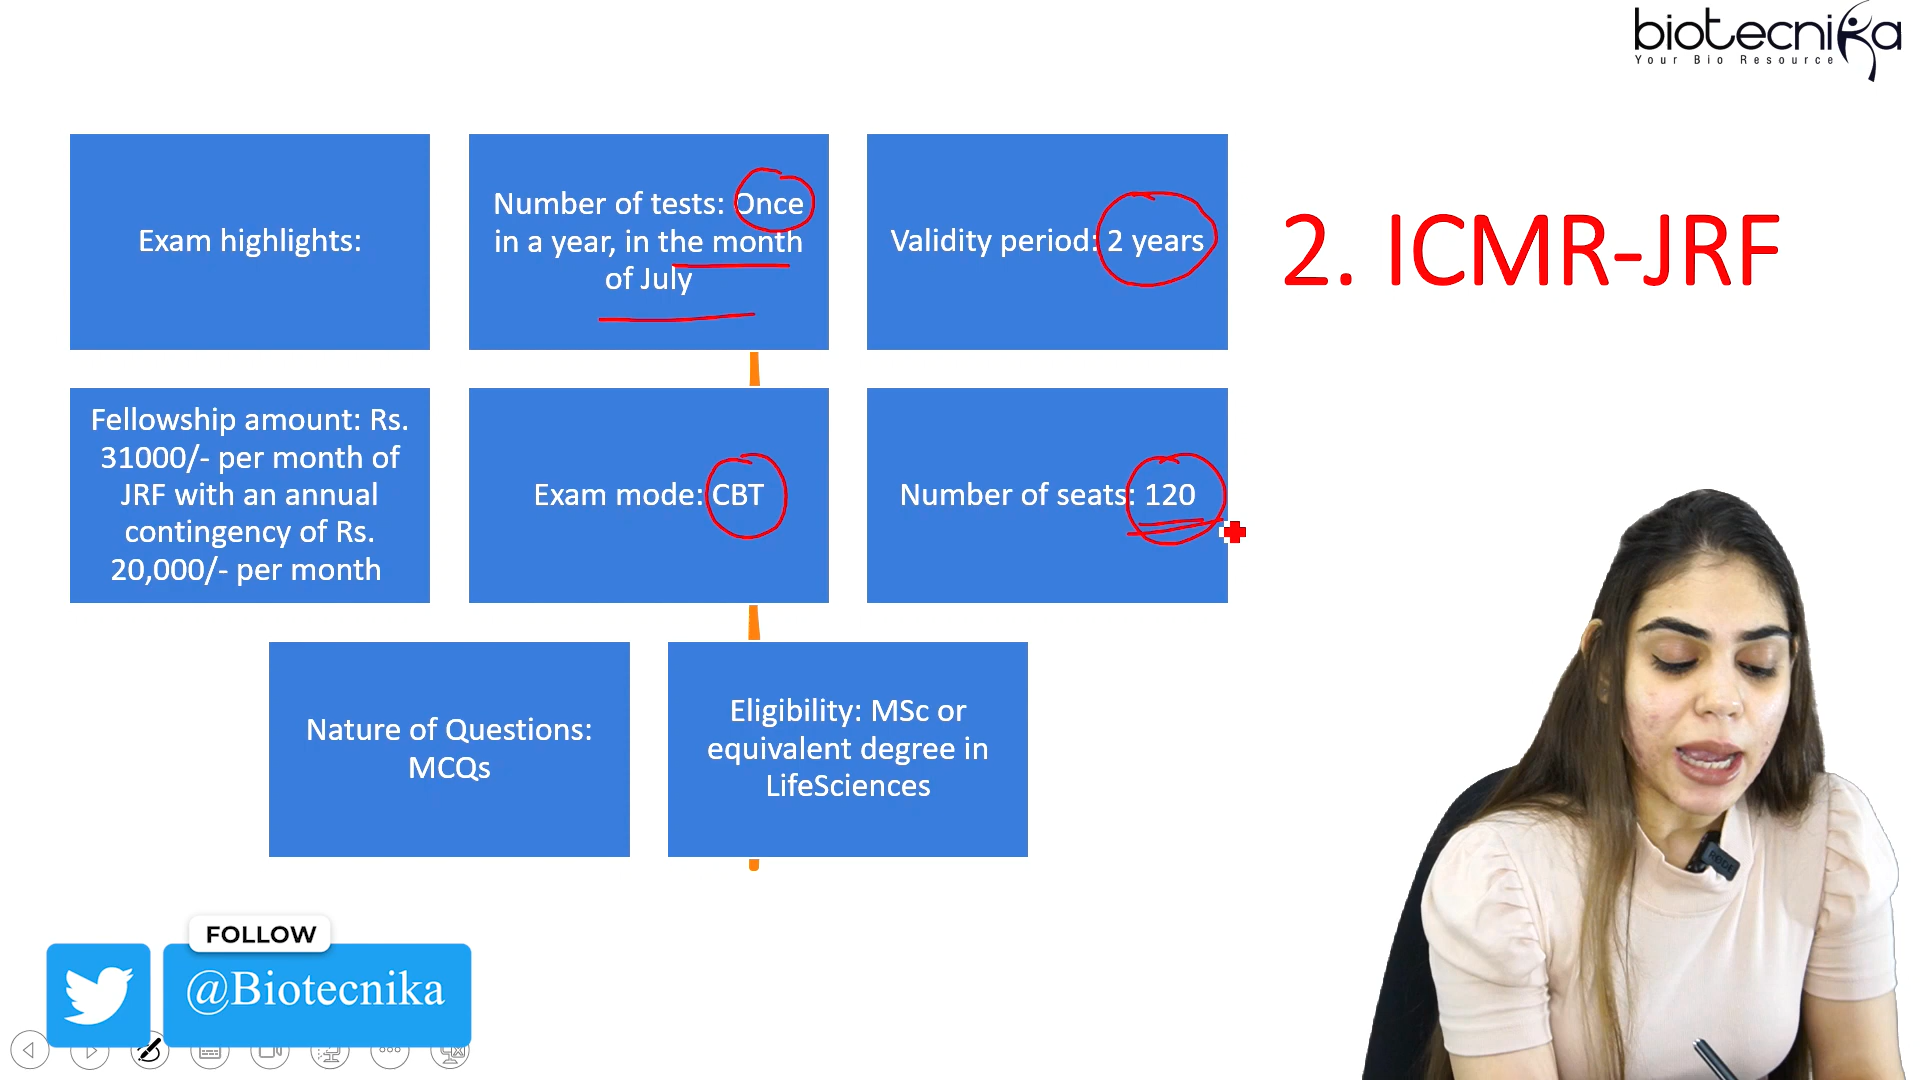 biotecnika
Your Bio Resource
Exam highlights:
Number of tests: Once
in a year, in the month
of July
Validity period: 2 years
2. ICMR-JRF
Fellowship amount: Rs.
31000/- per month of
JRF with an annual
contingency of Rs.
20,000/- per month
Exam mode: CBT
Number of seats: 120
Nature of Questions:
MCQs
Eligibility: MSc or
equivalent degree in
LifeSciences
RODE
FOLLOW
@Biotecnika